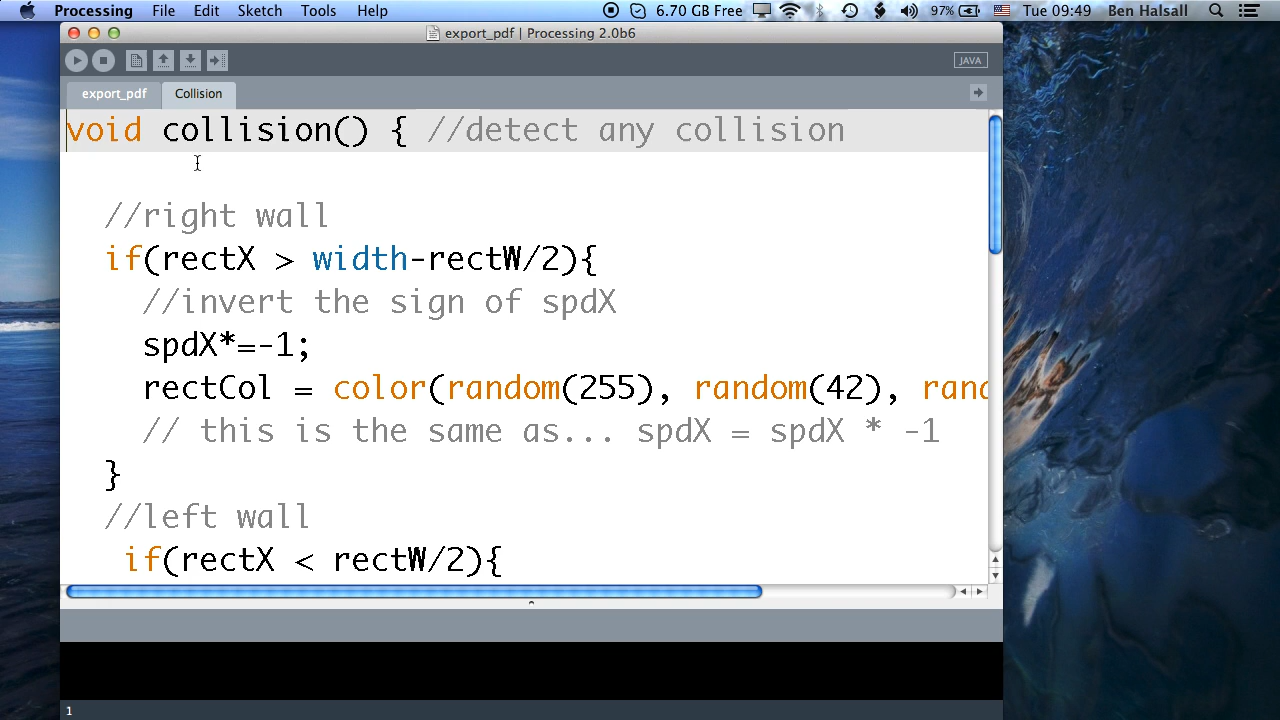 Processing File Edit Sketch Tools Help 6.70 GB Free 97% Tue 09:49 Ben Halsall
export_pdf | Processing 2.0b6
JAVA
export_pdf Collision
void collision() { //detect any collision
//right wall
if(rectX > width-rectW/2){
//invert the sign of spdX
spdX*=-1;
rectCol = color(random(255), random(42), rand
// this is the same as... spdX = spdX * -1
}
//left wall
if(rectX < rectW/2){
1